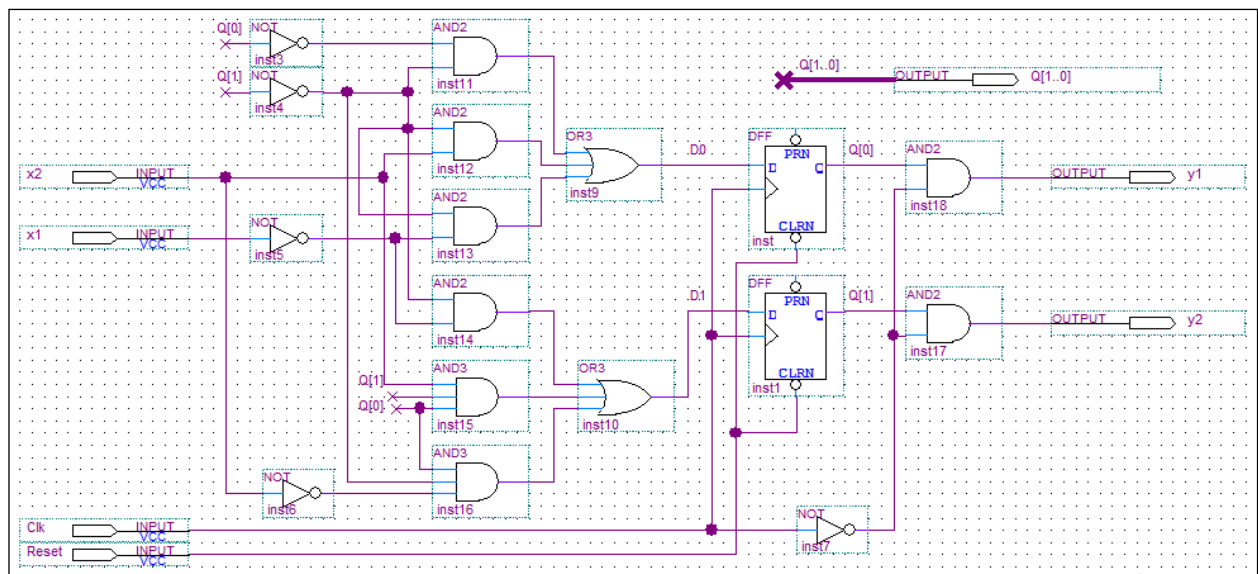 Q[0] NOT
inst3
Q[1] NOT
inst4
AND2
inst11
Q[1..0]
OUTPUT Q[1..0]
AND2
inst12
OR3
inst9
D0
DFF
PRN
D Q
CLRN
inst
Q[0]
AND2
inst18
OUTPUT y1
x2 INPUT
VCC
x1 INPUT
VCC
NOT
inst5
AND2
inst13
AND2
inst14
D1
DFF
PRN
D Q
CLRN
inst1
Q[1]
AND2
inst17
OUTPUT y2
AND3
Q[1]
Q[0]
inst15
OR3
inst10
AND3
inst16
NOT
inst6
Clk INPUT
VCC
Reset INPUT
VCC
NOT
inst7